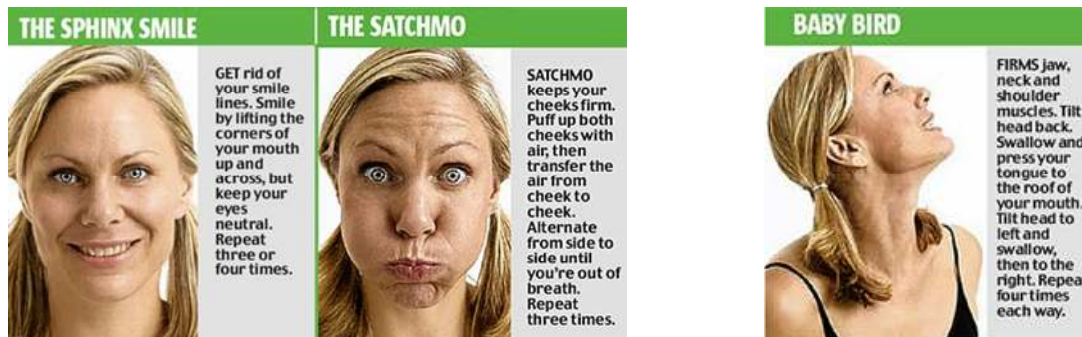 THE SPHINX SMILE
GET rid of
your smile
lines. Smile
by lifting the
corners of
your mouth
up and
across, but
keep your
eyes
neutral.
Repeat
three or
four times.
THE SATCHMO
SATCHMO
keeps your
cheeks firm.
Puff up both
cheeks with
air, then
transfer the
air from
cheek to
cheek.
Alternate
from side to
side until
you're out of
breath.
Repeat
three times.
BABY BIRD
FIRMS jaw,
neck and
shoulder
muscles. Tilt
head back.
Swallow and
press your
tongue to
the roof of
your mouth.
Tilt head to
left and
swallow,
then to the
right. Repea
four times
each way.